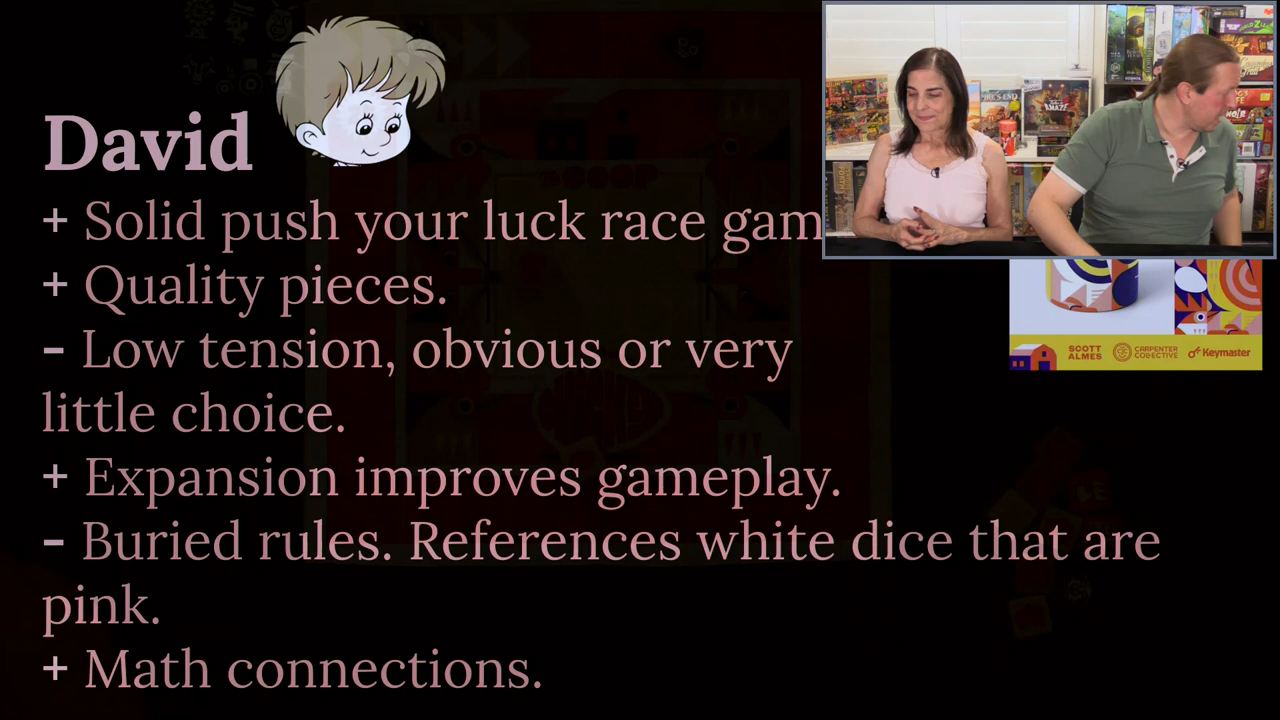 David
+ Solid push your luck race gam
+ Quality pieces.
- Low tension, obvious or very
little choice.
+ Expansion improves gameplay.
- Buried rules. References white dice that are
pink.
+ Math connections.
SCOTT
ALMES
CARPENTER
COLLECTIVE
Keymaster